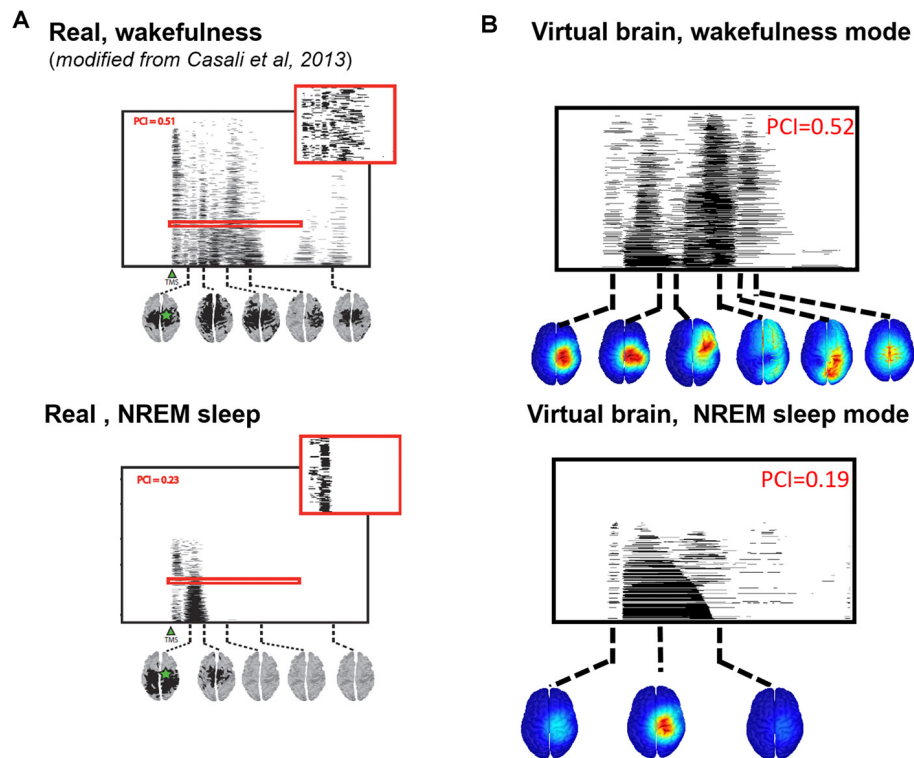 A
Real, wakefulness
(modified from Casali et al, 2013)
PCI = 0.51
TMS
Real , NREM sleep
PCI = 0.23
TMS
B
Virtual brain, wakefulness mode
PCI=0.52
Virtual brain, NREM sleep mode
PCI=0.19